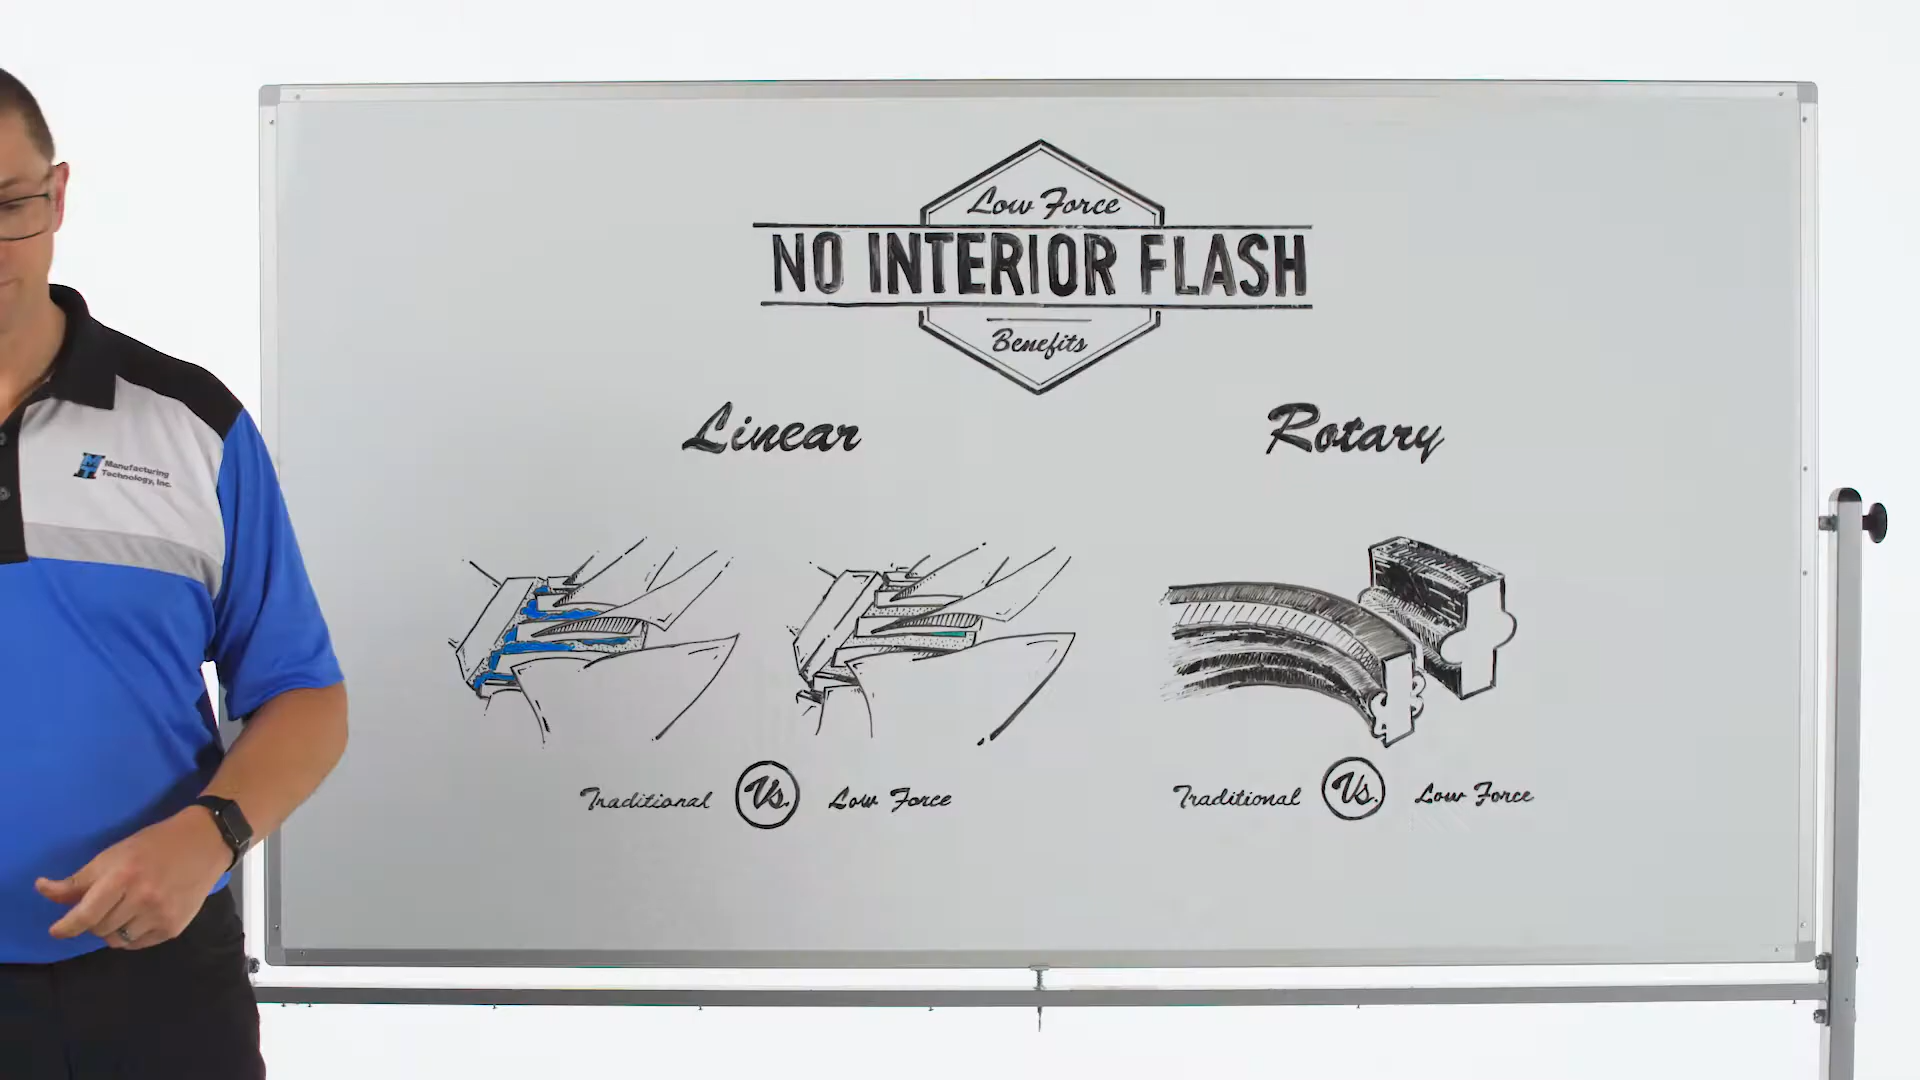 Low Force
NO INTERIOR FLASH
Benefits
Linear
Rotary
MTI Manufacturing
Technology, Inc.
Traditional Vs. Low Force
Traditional Vs. Low Force